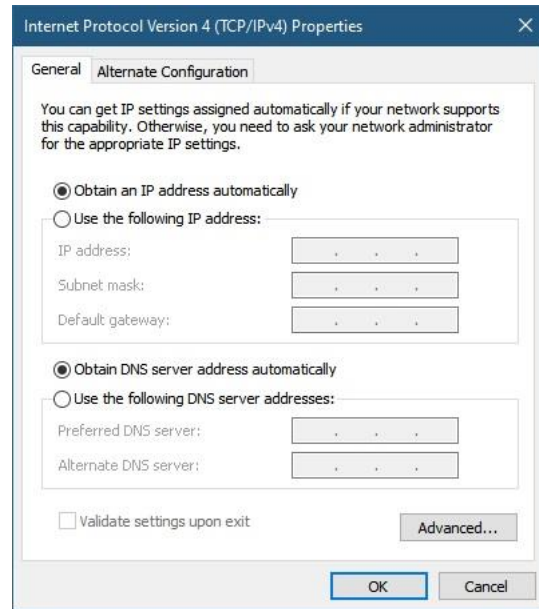 Internet Protocol Version 4 (TCP/IPv4) Properties
General Alternate Configuration
You can get IP settings assigned automatically if your network supports
this capability. Otherwise, you need to ask your network administrator
for the appropriate IP settings.
Obtain an IP address automatically
Use the following IP address:
IP address:
Subnet mask:
Default gateway:
Obtain DNS server address automatically
Use the following DNS server addresses:
Preferred DNS server:
Alternate DNS server:
Validate settings upon exit
Advanced...
OK Cancel